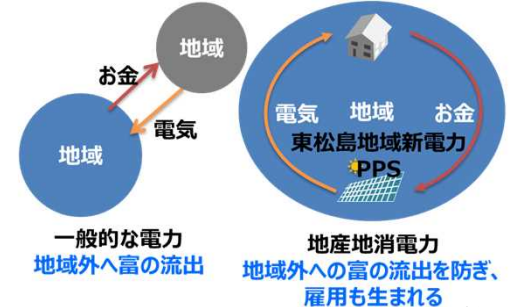 地域
お金
電気
地域
一般的な電力
地域外へ富の流出
電気 地域 お金
東松島地域新電力
PPS
地産地消電力
地域外への富の流出を防ぎ、
雇用も生まれる